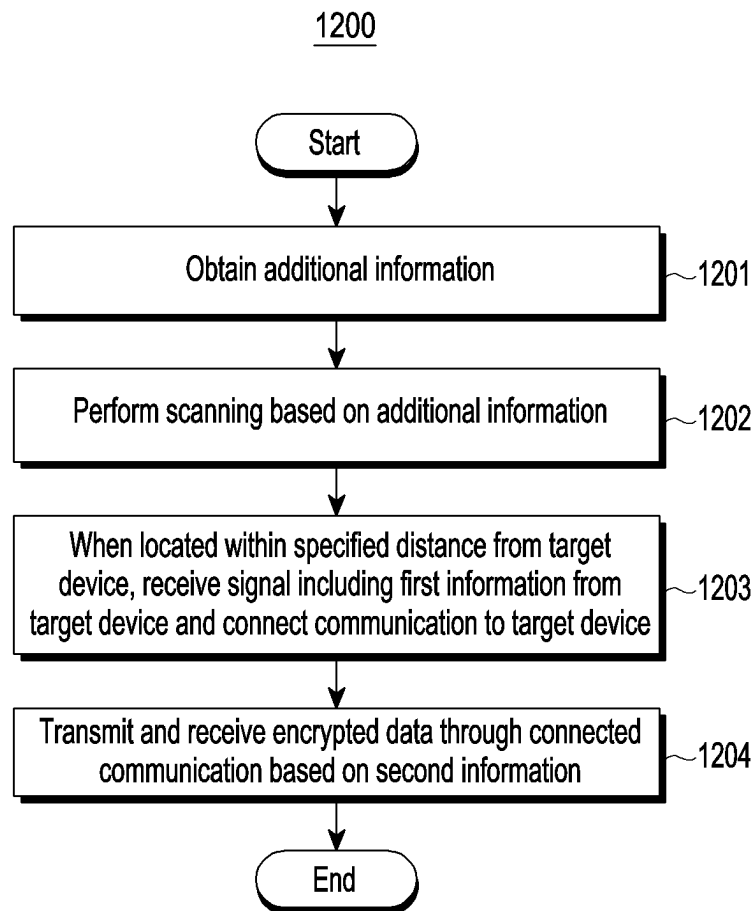 1200
Start
Obtain additional information
1201
Perform scanning based on additional information
1202
When located within specified distance from target
device, receive signal including first information from
target device and connect communication to target device
1203
Transmit and receive encrypted data through connected
communication based on second information
1204
End